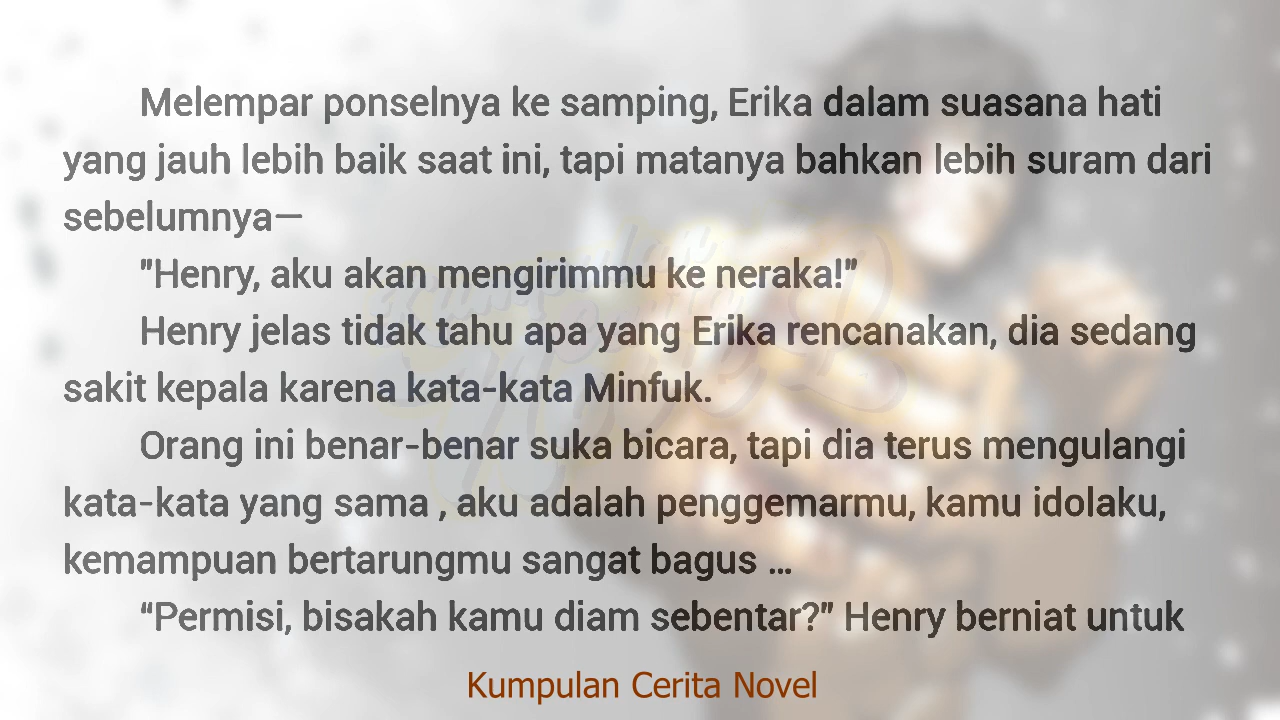 Melempar ponselnya ke samping, Erika dalam suasana hati
yang jauh lebih baik saat ini, tapi matanya bahkan lebih suram dari
sebelumnya—
"Henry, aku akan mengirimmu ke neraka!"
Henry jelas tidak tahu apa yang Erika rencanakan, dia sedang
sakit kepala karena kata-kata Minfuk.
Orang ini benar-benar suka bicara, tapi dia terus mengulangi
kata-kata yang sama , aku adalah penggemarmu, kamu idolaku,
kemampuan bertarungmu sangat bagus ...
“Permisi, bisakah kamu diam sebentar?” Henry berniat untuk
Kumpulan Cerita Novel